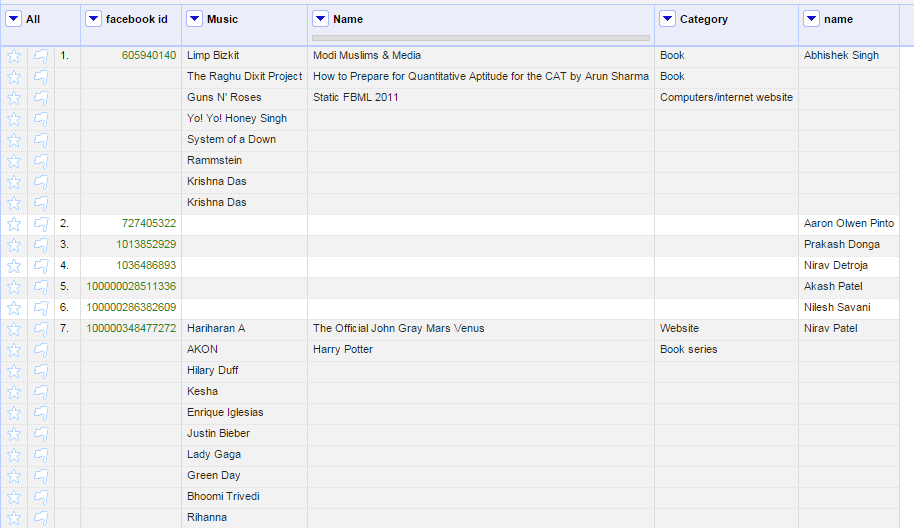 All facebook id Music Name Category name
1. 605940140 Limp Bizkit Modi Muslims & Media Book Abhishek Singh
The Raghu Dixit Project How to Prepare for Quantitative Aptitude for the CAT by Arun Sharma Book
Guns N' Roses Static FBML 2011 Computers/internet website
Yo! Yo! Honey Singh
System of a Down
Rammstein
Krishna Das
Krishna Das
2. 727405322 Aaron Olwen Pinto
3. 1013852929 Prakash Donga
4. 1036486893 Nirav Detroja
5. 100000028511336 Akash Patel
6. 100000286382609 Nilesh Savani
7. 100000348477272 Hariharan A The Official John Gray Mars Venus Website Nirav Patel
AKON Harry Potter Book series
Hilary Duff
Kesha
Enrique Iglesias
Justin Bieber
Lady Gaga
Green Day
Bhoomi Trivedi
Rihanna